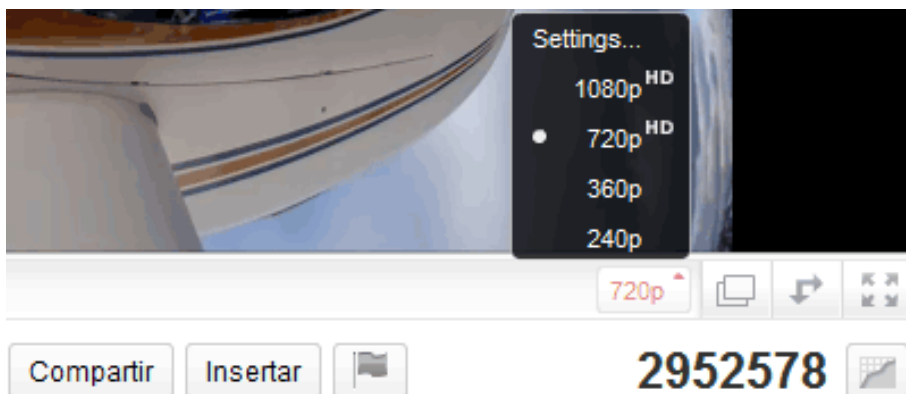 Settings...
1080p HD
720p HD
360p
240p
720p
Compartir Insertar 2952578